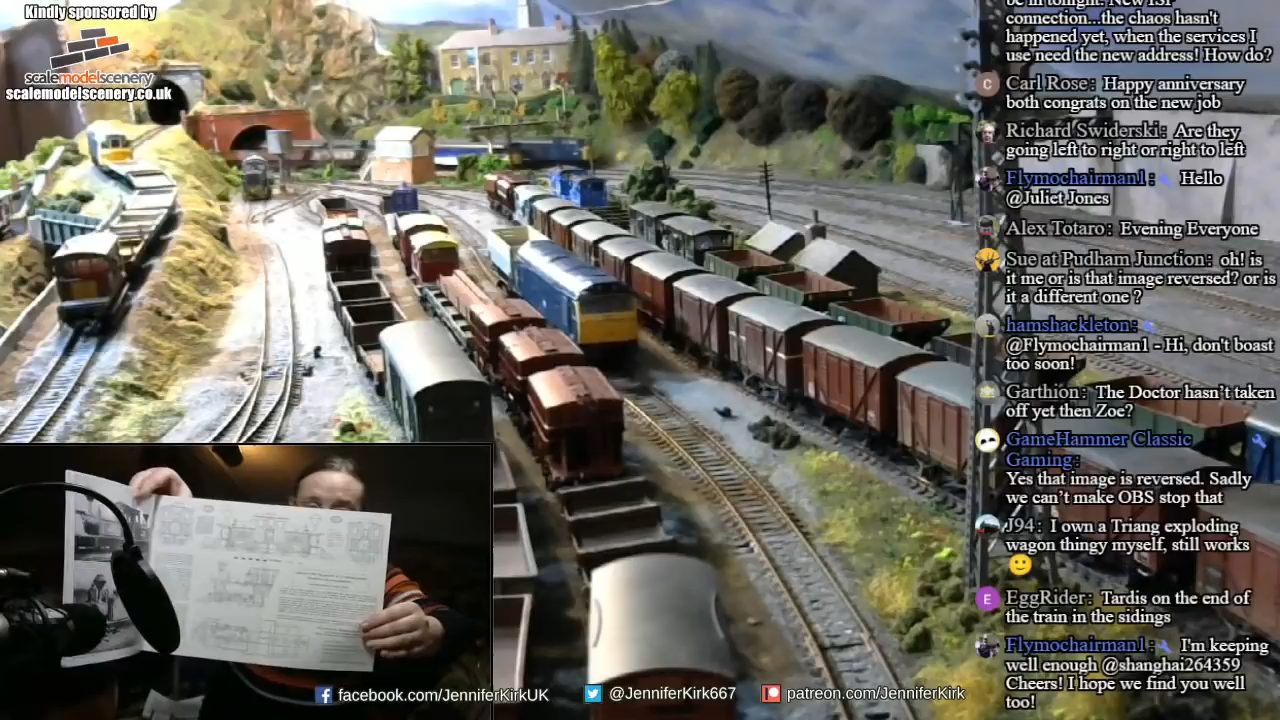 Kindly sponsored by
scalemodelscenery
scalemodelscenery.co.uk
be in tonight. New ISP
connection...the chaos hasn't
happened yet, when the services I
use need the new address! How do?
C Carl Rose: Happy anniversary
both congrats on the new job
Richard Swiderski: Are they
going left to right or right to left
Flymochairman1: Hello
@Juliet Jones
Alex Totaro: Evening Everyone
Sue at Pudham Junction: oh! is
it me or is that image reversed? or is
it a different one ?
hamshackleton:
@Flymochairman1 - Hi, don't boast
too soon!
Garthion: The Doctor hasn't taken
off yet then Zoe?
GameHammer Classic
Gaming:
Yes that image is reversed. Sadly
we can't make OBS stop that
J94: I own a Triang exploding
wagon thingy myself, still works
🙂
E EggRider: Tardis on the end of
the train in the sidings
Flymochairman1: I'm keeping
well enough @shanghai264359
Cheers! I hope we find you well
too!
facebook.com/JenniferKirkUK @JenniferKirk667 patreon.com/JenniferKirk